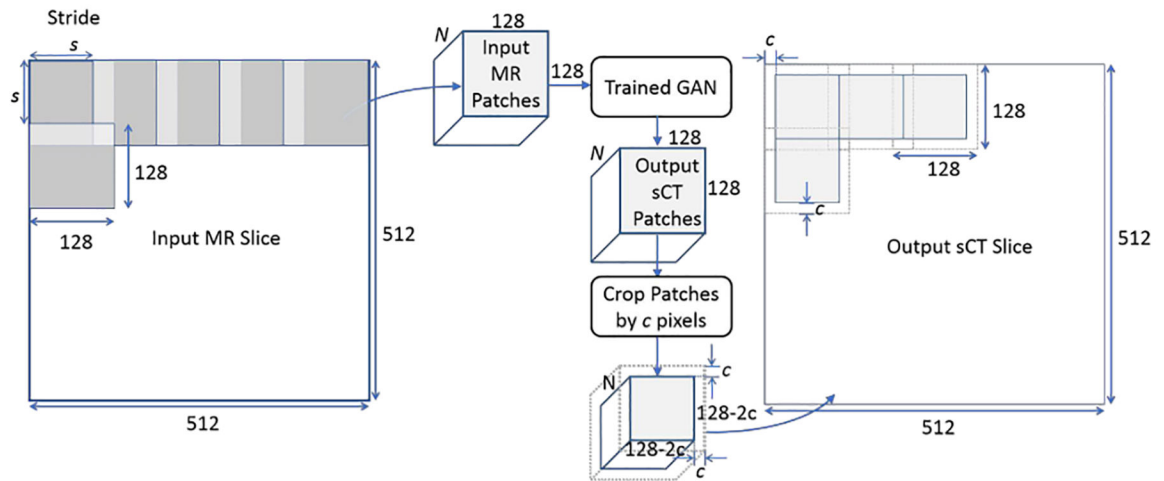 Stride
s
s
128
128
Input MR Slice
512
512
N
128
Input
MR
Patches
128
Trained GAN
128
N
Output
sCT
Patches
128
Crop Patches
by c pixels
N
c
128-2c
128-2c
c
c
128
c
Output sCT Slice
512
512